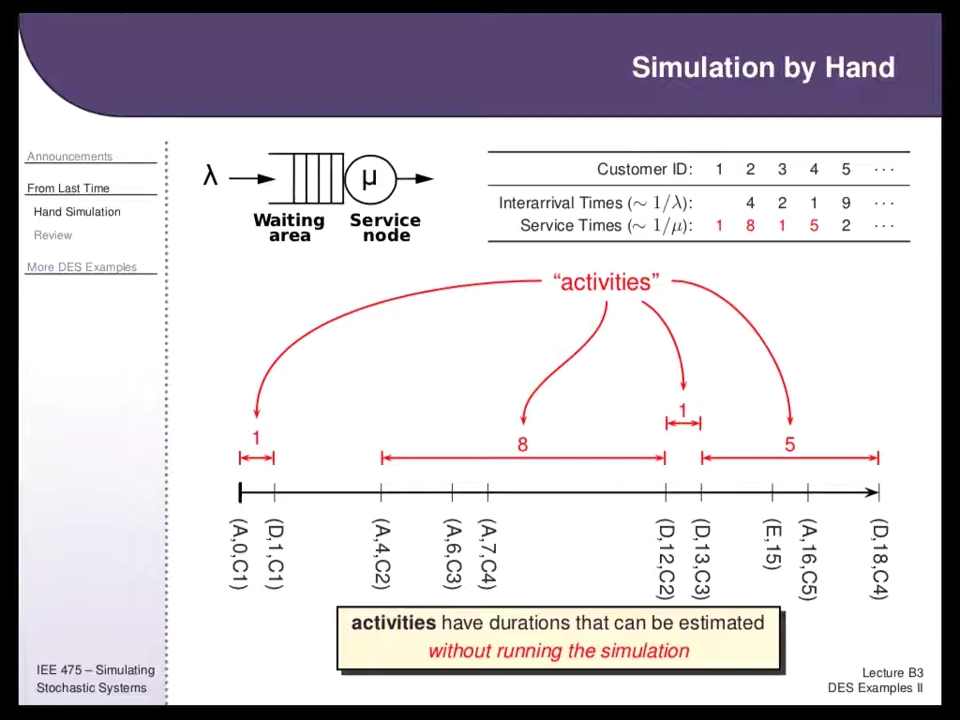 Simulation by Hand
Announcements
From Last Time
Hand Simulation
Review
More DES Examples
λ
μ
Waiting area
Service node
Customer ID: 1 2 3 4 5 ···
Interarrival Times (∼ 1/λ): 4 2 1 9 ···
Service Times (∼ 1/μ): 1 8 1 5 2 ···
“activities”
1
8
1
5
(A,0,C1)
(D,1,C1)
(A,4,C2)
(A,6,C3)
(A,7,C4)
(D,12,C2)
(D,13,C3)
(E,15)
(A,16,C5)
(D,18,C4)
activities have durations that can be estimated
without running the simulation
IEE 475 – Simulating
Stochastic Systems
Lecture B3
DES Examples II